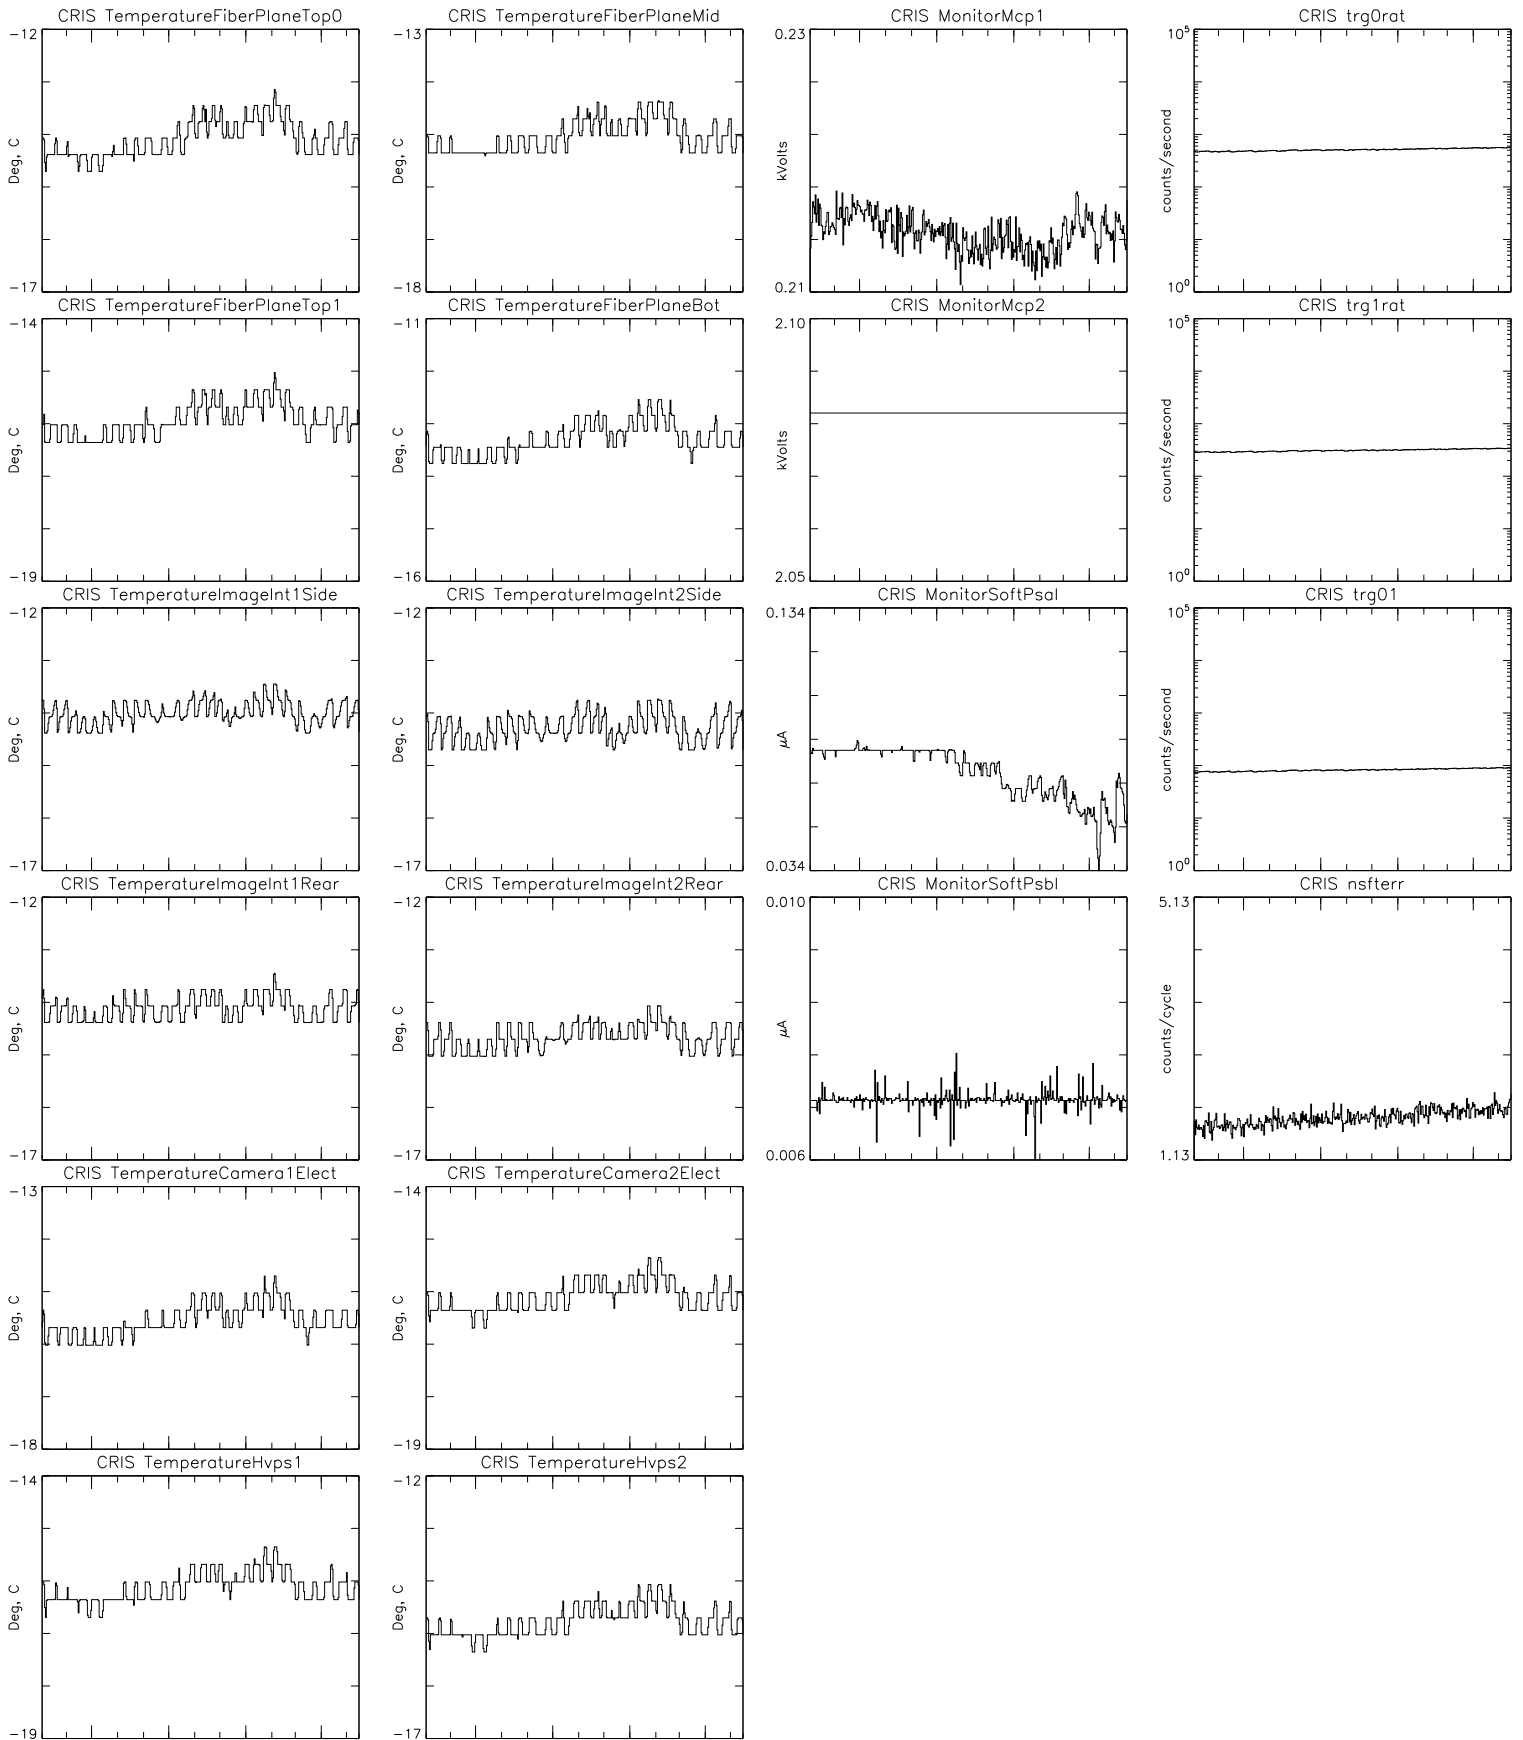 CRIS TemperatureFiberPlaneTop0
-12
Deg, C
-17
CRIS TemperatureFiberPlaneMid
-13
Deg, C
-18
CRIS MonitorMcp1
0.23
kVolts
0.21
CRIS trg0rat
10^5
counts/second
10^0
CRIS TemperatureFiberPlaneTop1
-14
Deg, C
-19
CRIS TemperatureFiberPlaneBot
-11
Deg, C
-16
CRIS MonitorMcp2
2.10
kVolts
2.05
CRIS trg1rat
10^5
counts/second
10^0
CRIS TemperatureImageInt1Side
-12
Deg, C
-17
CRIS TemperatureImageInt2Side
-12
Deg, C
-17
CRIS MonitorSoftPsaI
0.134
μA
0.034
CRIS trg01
10^5
counts/second
10^0
CRIS TemperatureImageInt1Rear
-12
Deg, C
-17
CRIS TemperatureImageInt2Rear
-12
Deg, C
-17
CRIS MonitorSoftPsbI
0.010
μA
0.006
CRIS nsfterr
5.13
counts/cycle
1.13
CRIS TemperatureCamera1Elect
-13
Deg, C
-18
CRIS TemperatureCamera2Elect
-14
Deg, C
-19
CRIS TemperatureHvps1
-14
Deg, C
-19
CRIS TemperatureHvps2
-12
Deg, C
-17